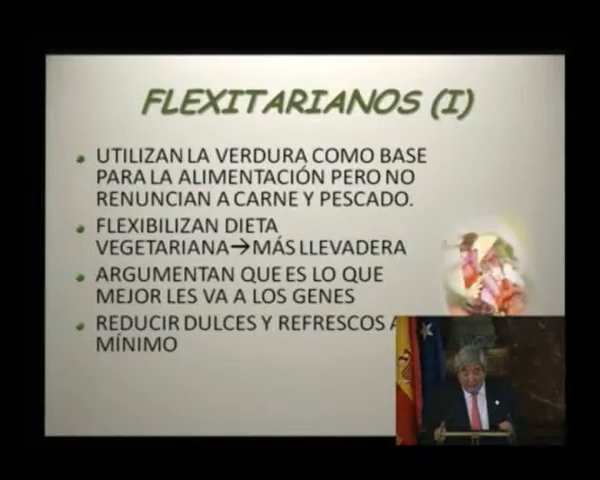 FLEXITARIANOS (I)
UTILIZAN LA VERDURA COMO BASE
PARA LA ALIMENTACIÓN PERO NO
RENUNCIAN A CARNE Y PESCADO.
FLEXIBILIZAN DIETA
VEGETARIANA→MÁS LLEVADERA
ARGUMENTAN QUE ES LO QUE
MEJOR LES VA A LOS GENES
REDUCIR DULCES Y REFRESCOS A
MÍNIMO